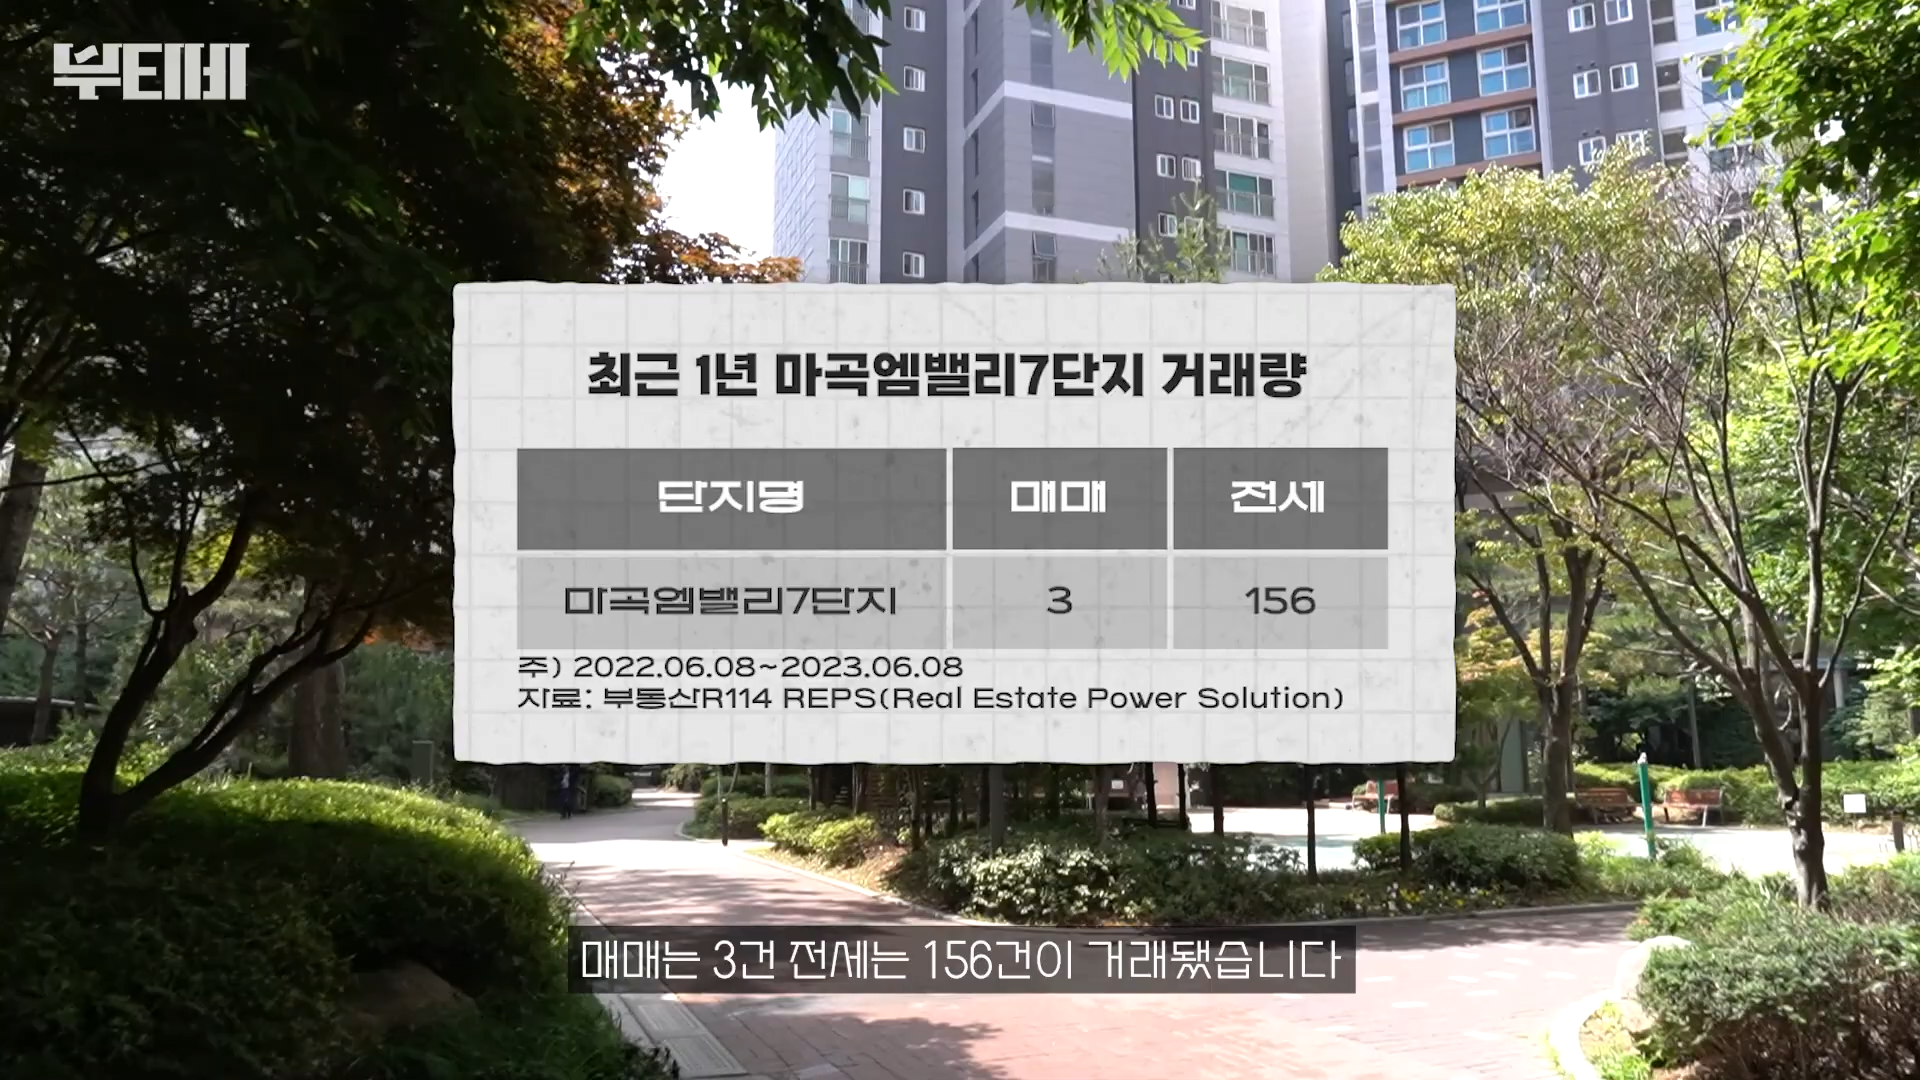 부티비
최근 1년 마곡엠밸리7단지 거래량
단지명 매매 전세
마곡엠밸리7단지 3 156
주) 2022.06.08~2023.06.08
자료: 부동산R114 REPS(Real Estate Power Solution)
매매는 3건 전세는 156건이 거래됐습니다